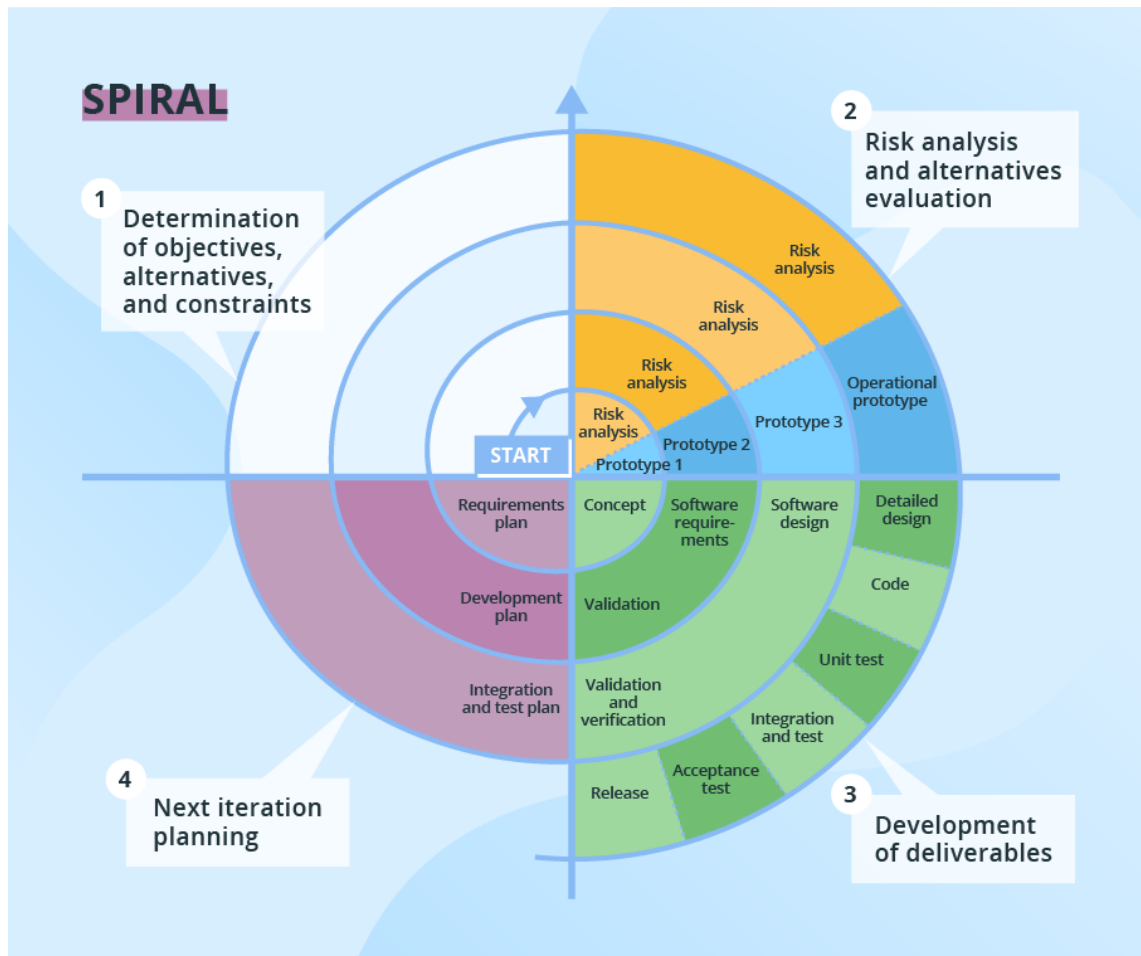 SPIRAL
1
Determination
of objectives,
alternatives,
and constraints
2
Risk analysis
and alternatives
evaluation
Risk
analysis
Risk
analysis
Risk
analysis
Risk
analysis
START
Operational
prototype
Prototype 3
Prototype 2
Prototype 1
Requirements
plan
Concept
Software
require-
ments
Software
design
Detailed
design
Code
Development
plan
Validation
Unit test
Integration
and test plan
Validation
and
verification
Integration
and test
Acceptance
test
Release
4
Next iteration
planning
3
Development
of deliverables